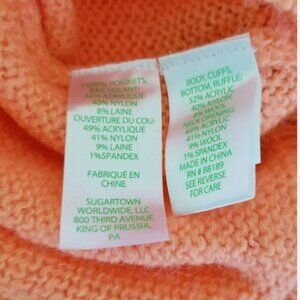 CORPS, POIGNETS,
BAS, VOLANT:
52% ACRYLIQUE
40% NYLON
8% LAINE
OUVERTURE DU COU:
49% ACRYLIQUE
41% NYLON
9% LAINE
1% SPANDEX
FABRIQUÉ EN
CHINE
SUGARTOWN
WORLDWIDE, LLC
800 THIRD AVENUE
KING OF PRUSSIA,
PA
BODY, CUFFS,
BOTTOM, RUFFLE:
52% ACRYLIC
40% NYLON
8% WOOL
NECK OPENING:
49% ACRYLIC
41% NYLON
9% WOOL
1% SPANDEX
MADE IN CHINA
RN # 88189
SEE REVERSE
FOR CARE